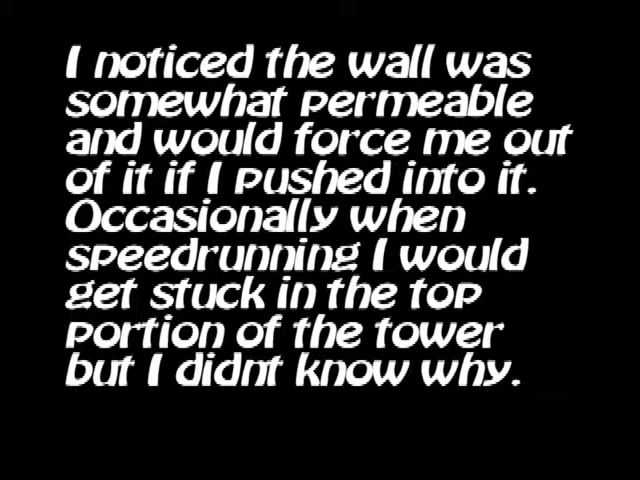 I noticed the wall was
somewhat permeable
and would force me out
of it if I pushed into it.
Occasionally when
speedrunning I would
get stuck in the top
portion of the tower
but I didnt know why.